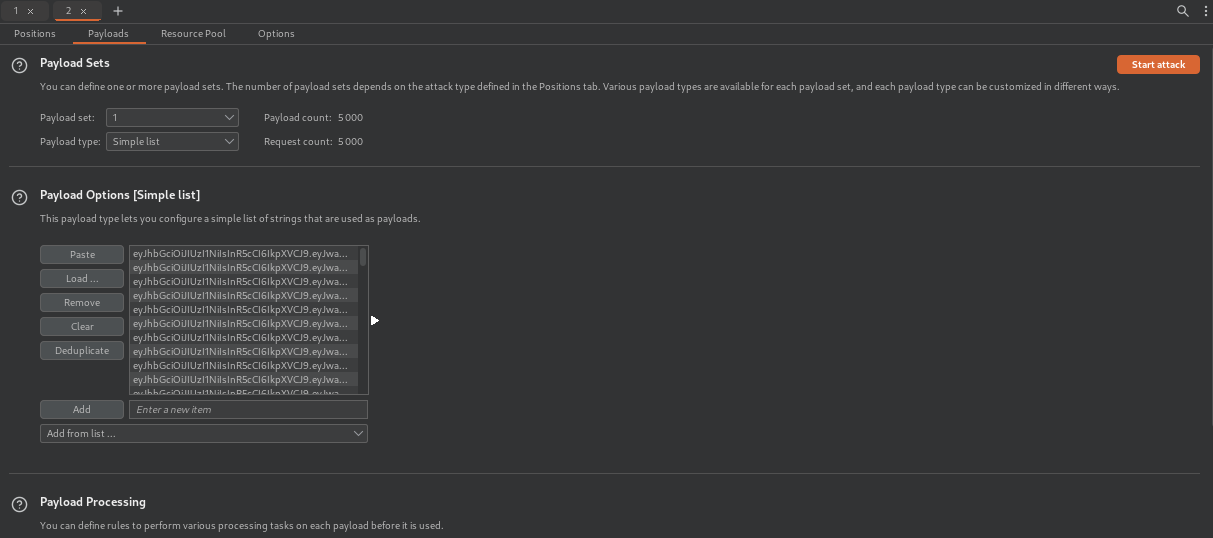 1 × 2 × +
Positions Payloads Resource Pool Options
Payload Sets
Start attack
You can define one or more payload sets. The number of payload sets depends on the attack type defined in the Positions tab. Various payload types are available for each payload set, and each payload type can be customized in different ways.
Payload set: 1 Payload count: 5 000
Payload type: Simple list Request count: 5 000
Payload Options [Simple list]
This payload type lets you configure a simple list of strings that are used as payloads.
Paste
Load ...
Remove
Clear
Deduplicate
eyJhbGciOiJIUzI1NiIsInR5cCI6IkpXVCJ9.eyJwa...
eyJhbGciOiJIUzI1NiIsInR5cCI6IkpXVCJ9.eyJwa...
eyJhbGciOiJIUzI1NiIsInR5cCI6IkpXVCJ9.eyJwa...
eyJhbGciOiJIUzI1NiIsInR5cCI6IkpXVCJ9.eyJwa...
eyJhbGciOiJIUzI1NiIsInR5cCI6IkpXVCJ9.eyJwa...
eyJhbGciOiJIUzI1NiIsInR5cCI6IkpXVCJ9.eyJwa...
eyJhbGciOiJIUzI1NiIsInR5cCI6IkpXVCJ9.eyJwa...
eyJhbGciOiJIUzI1NiIsInR5cCI6IkpXVCJ9.eyJwa...
eyJhbGciOiJIUzI1NiIsInR5cCI6IkpXVCJ9.eyJwa...
eyJhbGciOiJIUzI1NiIsInR5cCI6IkpXVCJ9.eyJwa...
Add Enter a new item
Add from list ...
Payload Processing
You can define rules to perform various processing tasks on each payload before it is used.